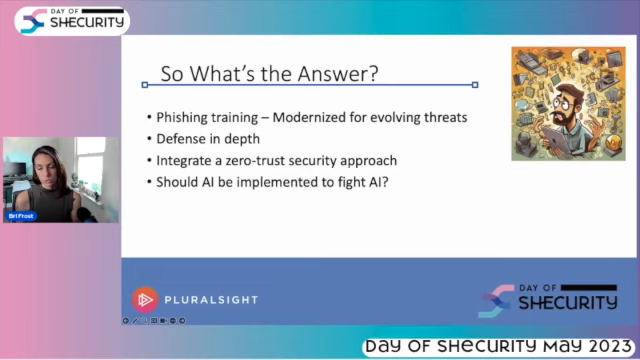 DAY OF
SHECURITY
So What's the Answer?
• Phishing training – Modernized for evolving threats
• Defense in depth
• Integrate a zero-trust security approach
• Should AI be implemented to fight AI?
Bri Frost
PLURALSIGHT
DAY OF
SHECURITY
DAY OF SHECURITY MAY 2023